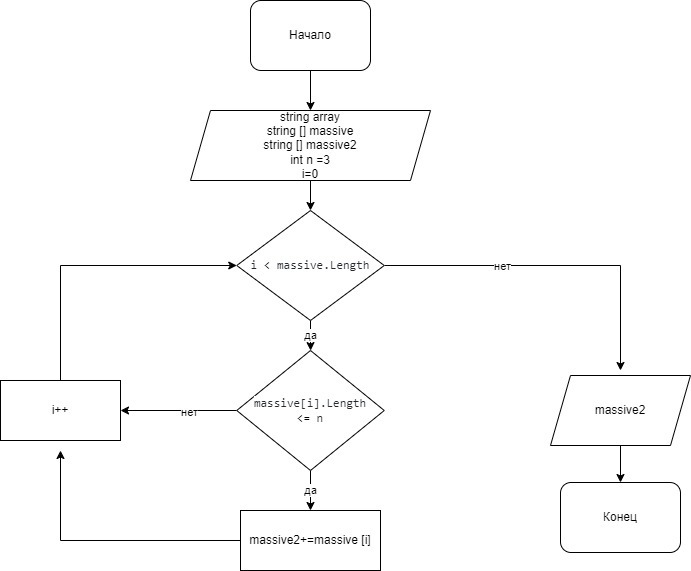 Начало
string array
string [] massive
string [] massive2
int n =3
i=0
i < massive.Length
нет
да
massive[i].Length
<= n
нет
i++
massive2
да
massive2+=massive [i]
Конец